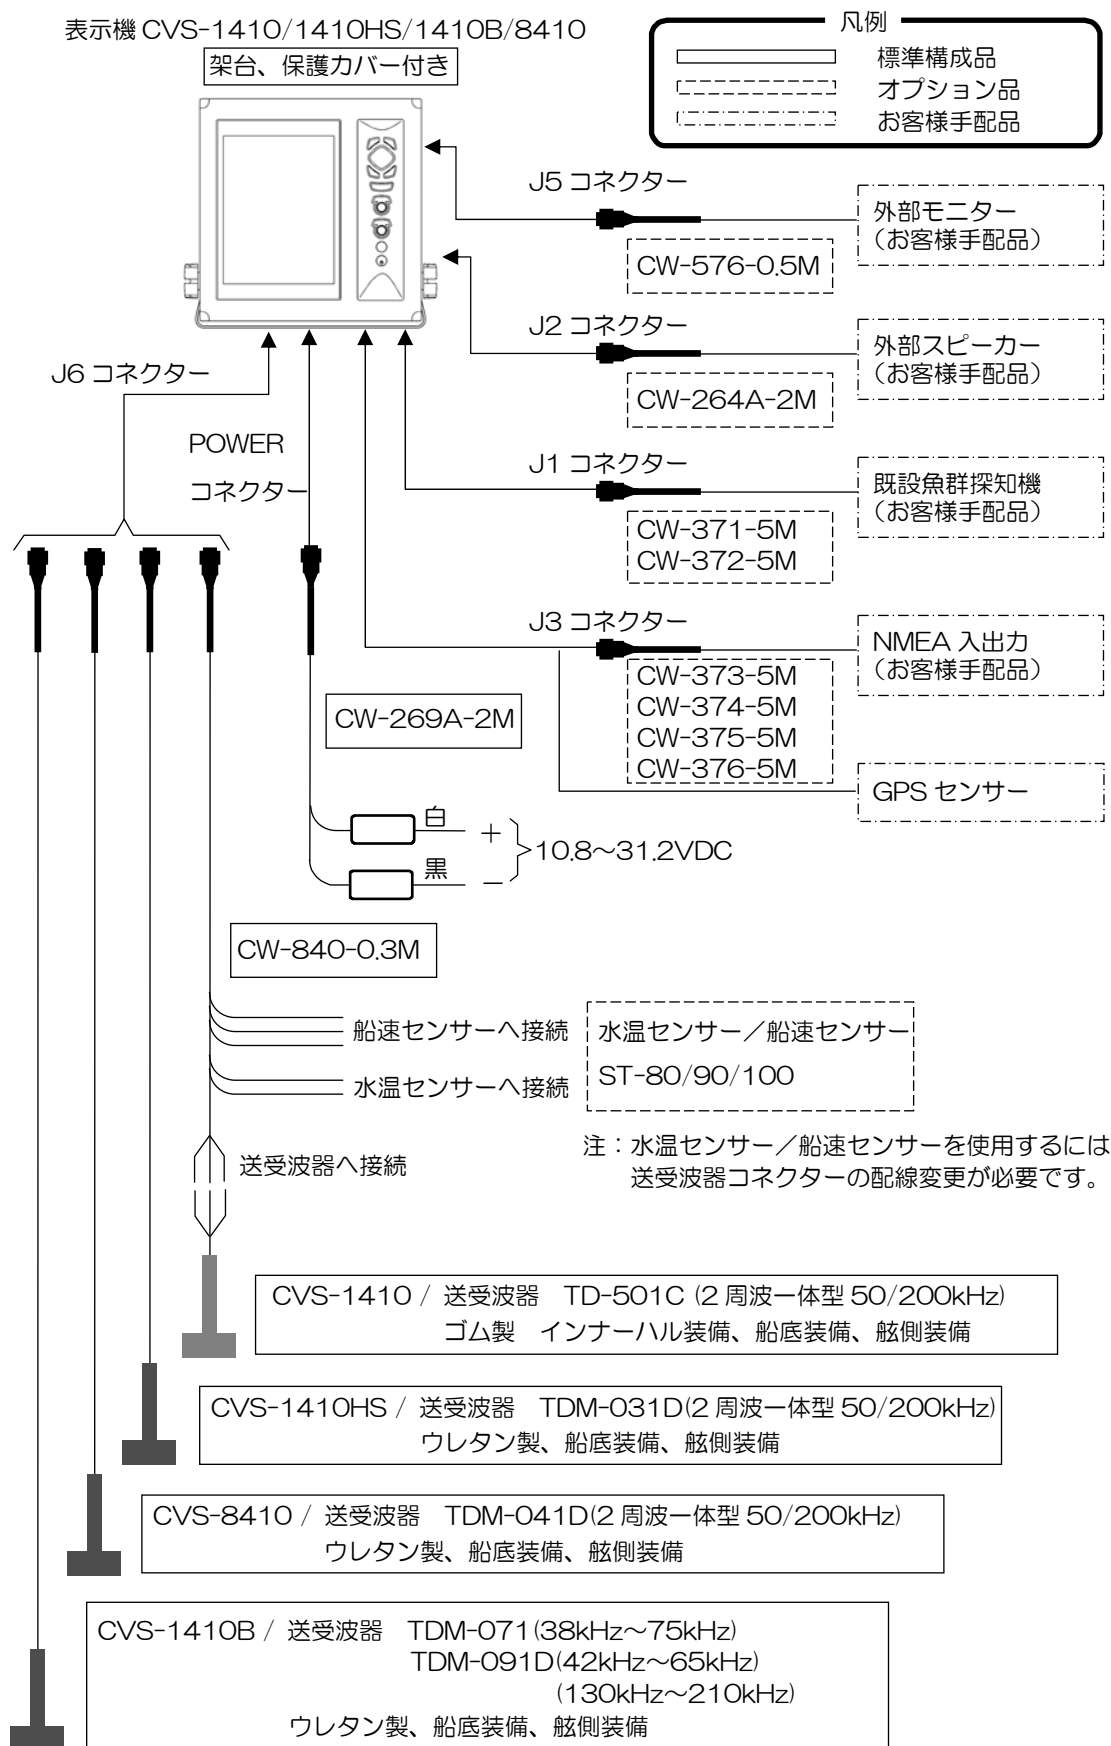 表示機 CVS-1410/1410HS/1410B/8410
架台、保護カバー付き
凡例
標準構成品
オプション品
お客様手配品
J5 コネクター
外部モニター
（お客様手配品）
CW-576-0.5M
J2 コネクター
外部スピーカー
（お客様手配品）
CW-264A-2M
J6 コネクター
POWER
コネクター
J1 コネクター
既設魚群探知機
（お客様手配品）
CW-371-5M
CW-372-5M
J3 コネクター
NMEA 入出力
（お客様手配品）
CW-373-5M
CW-374-5M
CW-375-5M
CW-376-5M
GPS センサー
CW-269A-2M
白
+
10.8～31.2VDC
黒
−
CW-840-0.3M
船速センサーへ接続
水温センサーへ接続
水温センサー／船速センサー
ST-80/90/100
送受波器へ接続
注：水温センサー／船速センサーを使用するには
送受波器コネクターの配線変更が必要です。
CVS-1410 / 送受波器 TD-501C (2 周波一体型 50/200kHz)
ゴム製 インナーハル装備、船底装備、舷側装備
CVS-1410HS / 送受波器 TDM-031D(2 周波一体型 50/200kHz)
ウレタン製、船底装備、舷側装備
CVS-8410 / 送受波器 TDM-041D(2 周波一体型 50/200kHz)
ウレタン製、船底装備、舷側装備
CVS-1410B / 送受波器 TDM-071(38kHz～75kHz)
TDM-091D(42kHz～65kHz)
(130kHz～210kHz)
ウレタン製、船底装備、舷側装備